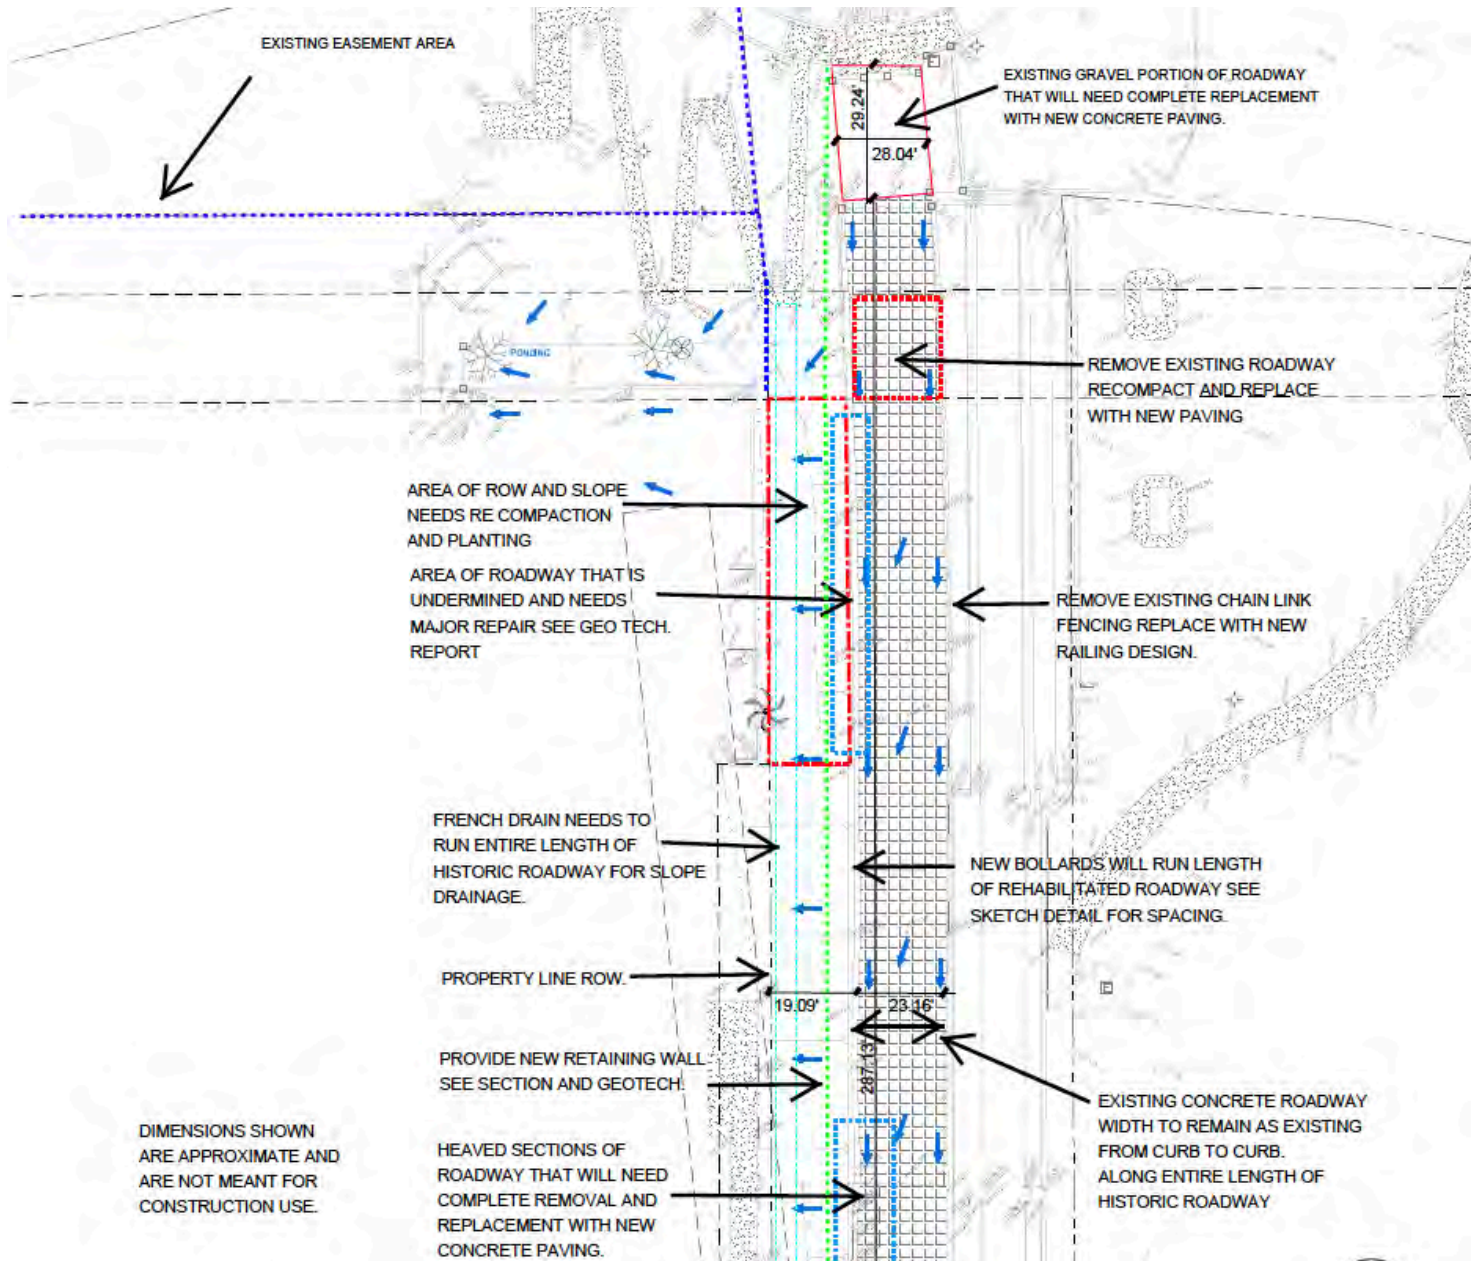 EXISTING EASEMENT AREA
EXISTING GRAVEL PORTION OF ROADWAY
THAT WILL NEED COMPLETE REPLACEMENT
WITH NEW CONCRETE PAVING.
29.24'
28.04'
E
PONDING
REMOVE EXISTING ROADWAY
RECOMPACT AND REPLACE
WITH NEW PAVING
AREA OF ROW AND SLOPE
NEEDS RE COMPACTION
AND PLANTING
AREA OF ROADWAY THAT IS
UNDERMINED AND NEEDS
MAJOR REPAIR SEE GEO TECH.
REPORT
REMOVE EXISTING CHAIN LINK
FENCING REPLACE WITH NEW
RAILING DESIGN.
FRENCH DRAIN NEEDS TO
RUN ENTIRE LENGTH OF
HISTORIC ROADWAY FOR SLOPE
DRAINAGE.
NEW BOLLARDS WILL RUN LENGTH
OF REHABILITATED ROADWAY SEE
SKETCH DETAIL FOR SPACING.
PROPERTY LINE ROW.
E
19.09'
23.16'
287.13'
PROVIDE NEW RETAINING WALL
SEE SECTION AND GEOTECH.
EXISTING CONCRETE ROADWAY
WIDTH TO REMAIN AS EXISTING
FROM CURB TO CURB.
ALONG ENTIRE LENGTH OF
HISTORIC ROADWAY
DIMENSIONS SHOWN
ARE APPROXIMATE AND
ARE NOT MEANT FOR
CONSTRUCTION USE.
HEAVED SECTIONS OF
ROADWAY THAT WILL NEED
COMPLETE REMOVAL AND
REPLACEMENT WITH NEW
CONCRETE PAVING.